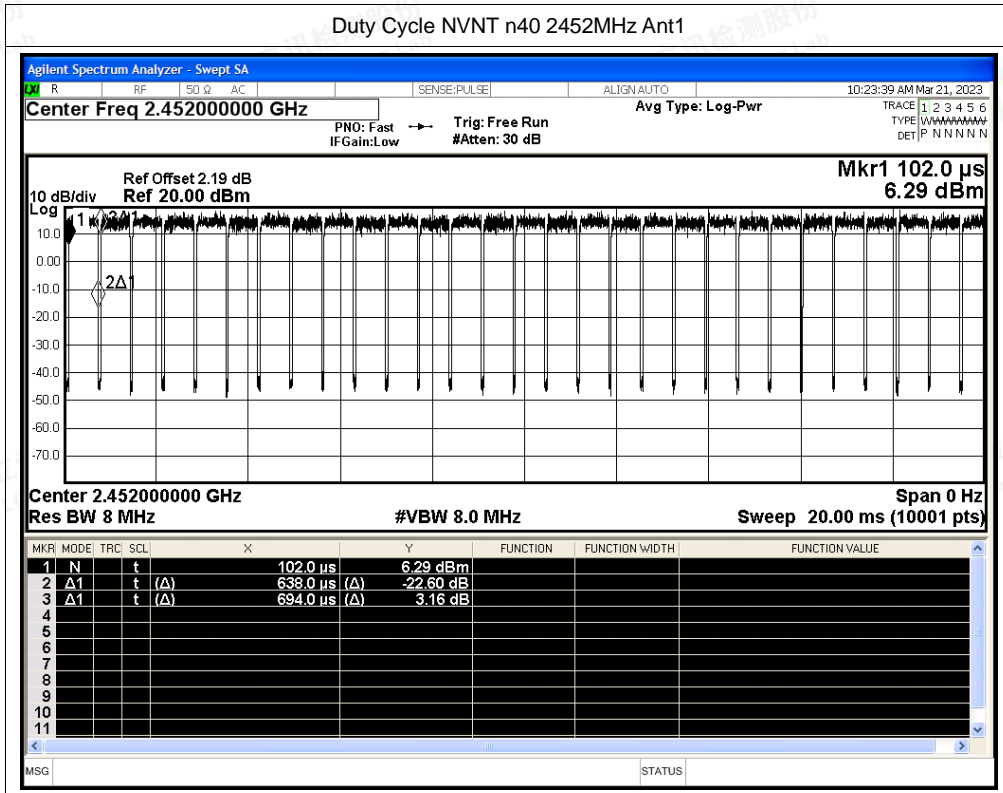 Duty Cycle NVNT n40 2452MHz Ant1
Agilent Spectrum Analyzer - Swept SA
LXI R RF 50 Ω AC SENSE:PULSE ALIGN AUTO 10:23:39 AM Mar 21, 2023
Center Freq 2.452000000 GHz
PNO: Fast
IFGain:Low
Trig: Free Run
#Atten: 30 dB
Avg Type: Log-Pwr
TRACE 1 2 3 4 5 6
TYPE
DET P N N N N N
Mkr1 102.0 µs
6.29 dBm
10 dB/div
Log
Ref Offset 2.19 dB
Ref 20.00 dBm
1
3Δ1
2Δ1
10.0
0.00
-10.0
-20.0
-30.0
-40.0
-50.0
-60.0
-70.0
Center 2.452000000 GHz Span 0 Hz
Res BW 8 MHz #VBW 8.0 MHz Sweep 20.00 ms (10001 pts)
MKR MODE TRC SCL X Y FUNCTION FUNCTION WIDTH FUNCTION VALUE
1 N t 102.0 µs 6.29 dBm
2 Δ1 t (Δ) 638.0 µs (Δ) -22.60 dB
3 Δ1 t (Δ) 694.0 µs (Δ) 3.16 dB
4
5
6
7
8
9
10
11
MSG STATUS